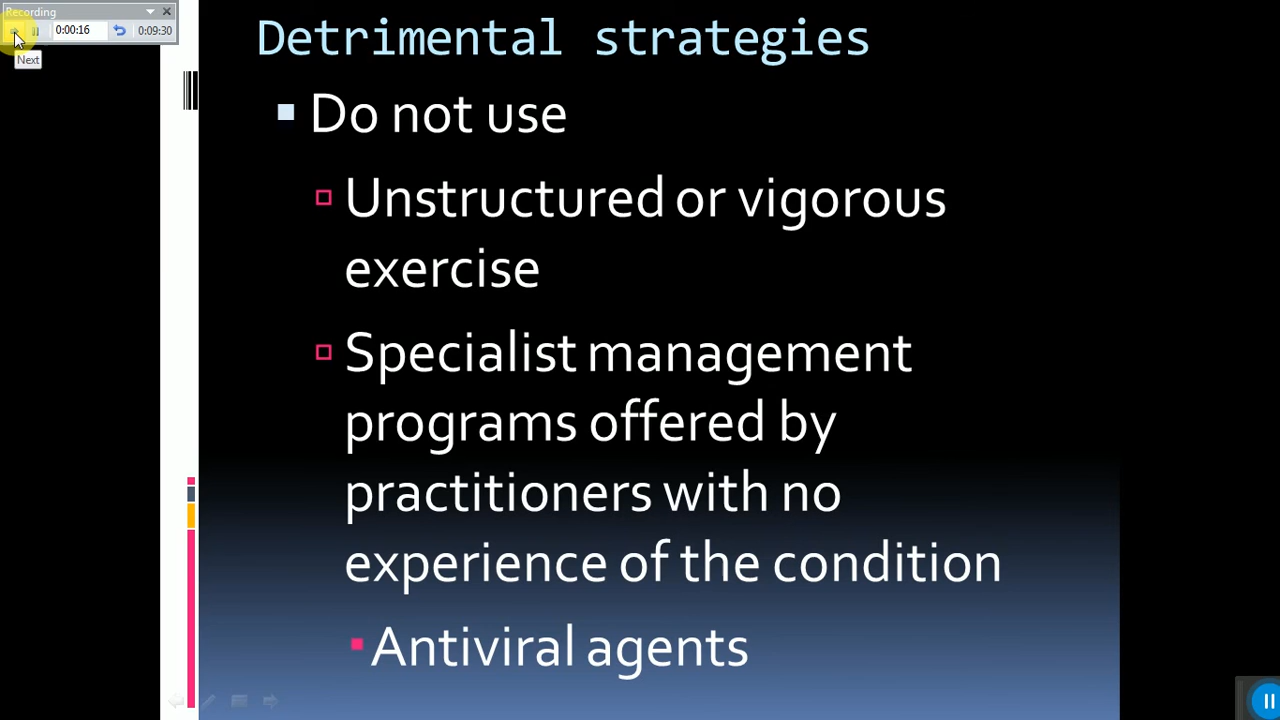 Recording
0:00:16
0:09:30
Next
Detrimental strategies
Do not use
Unstructured or vigorous
exercise
Specialist management
programs offered by
practitioners with no
experience of the condition
Antiviral agents